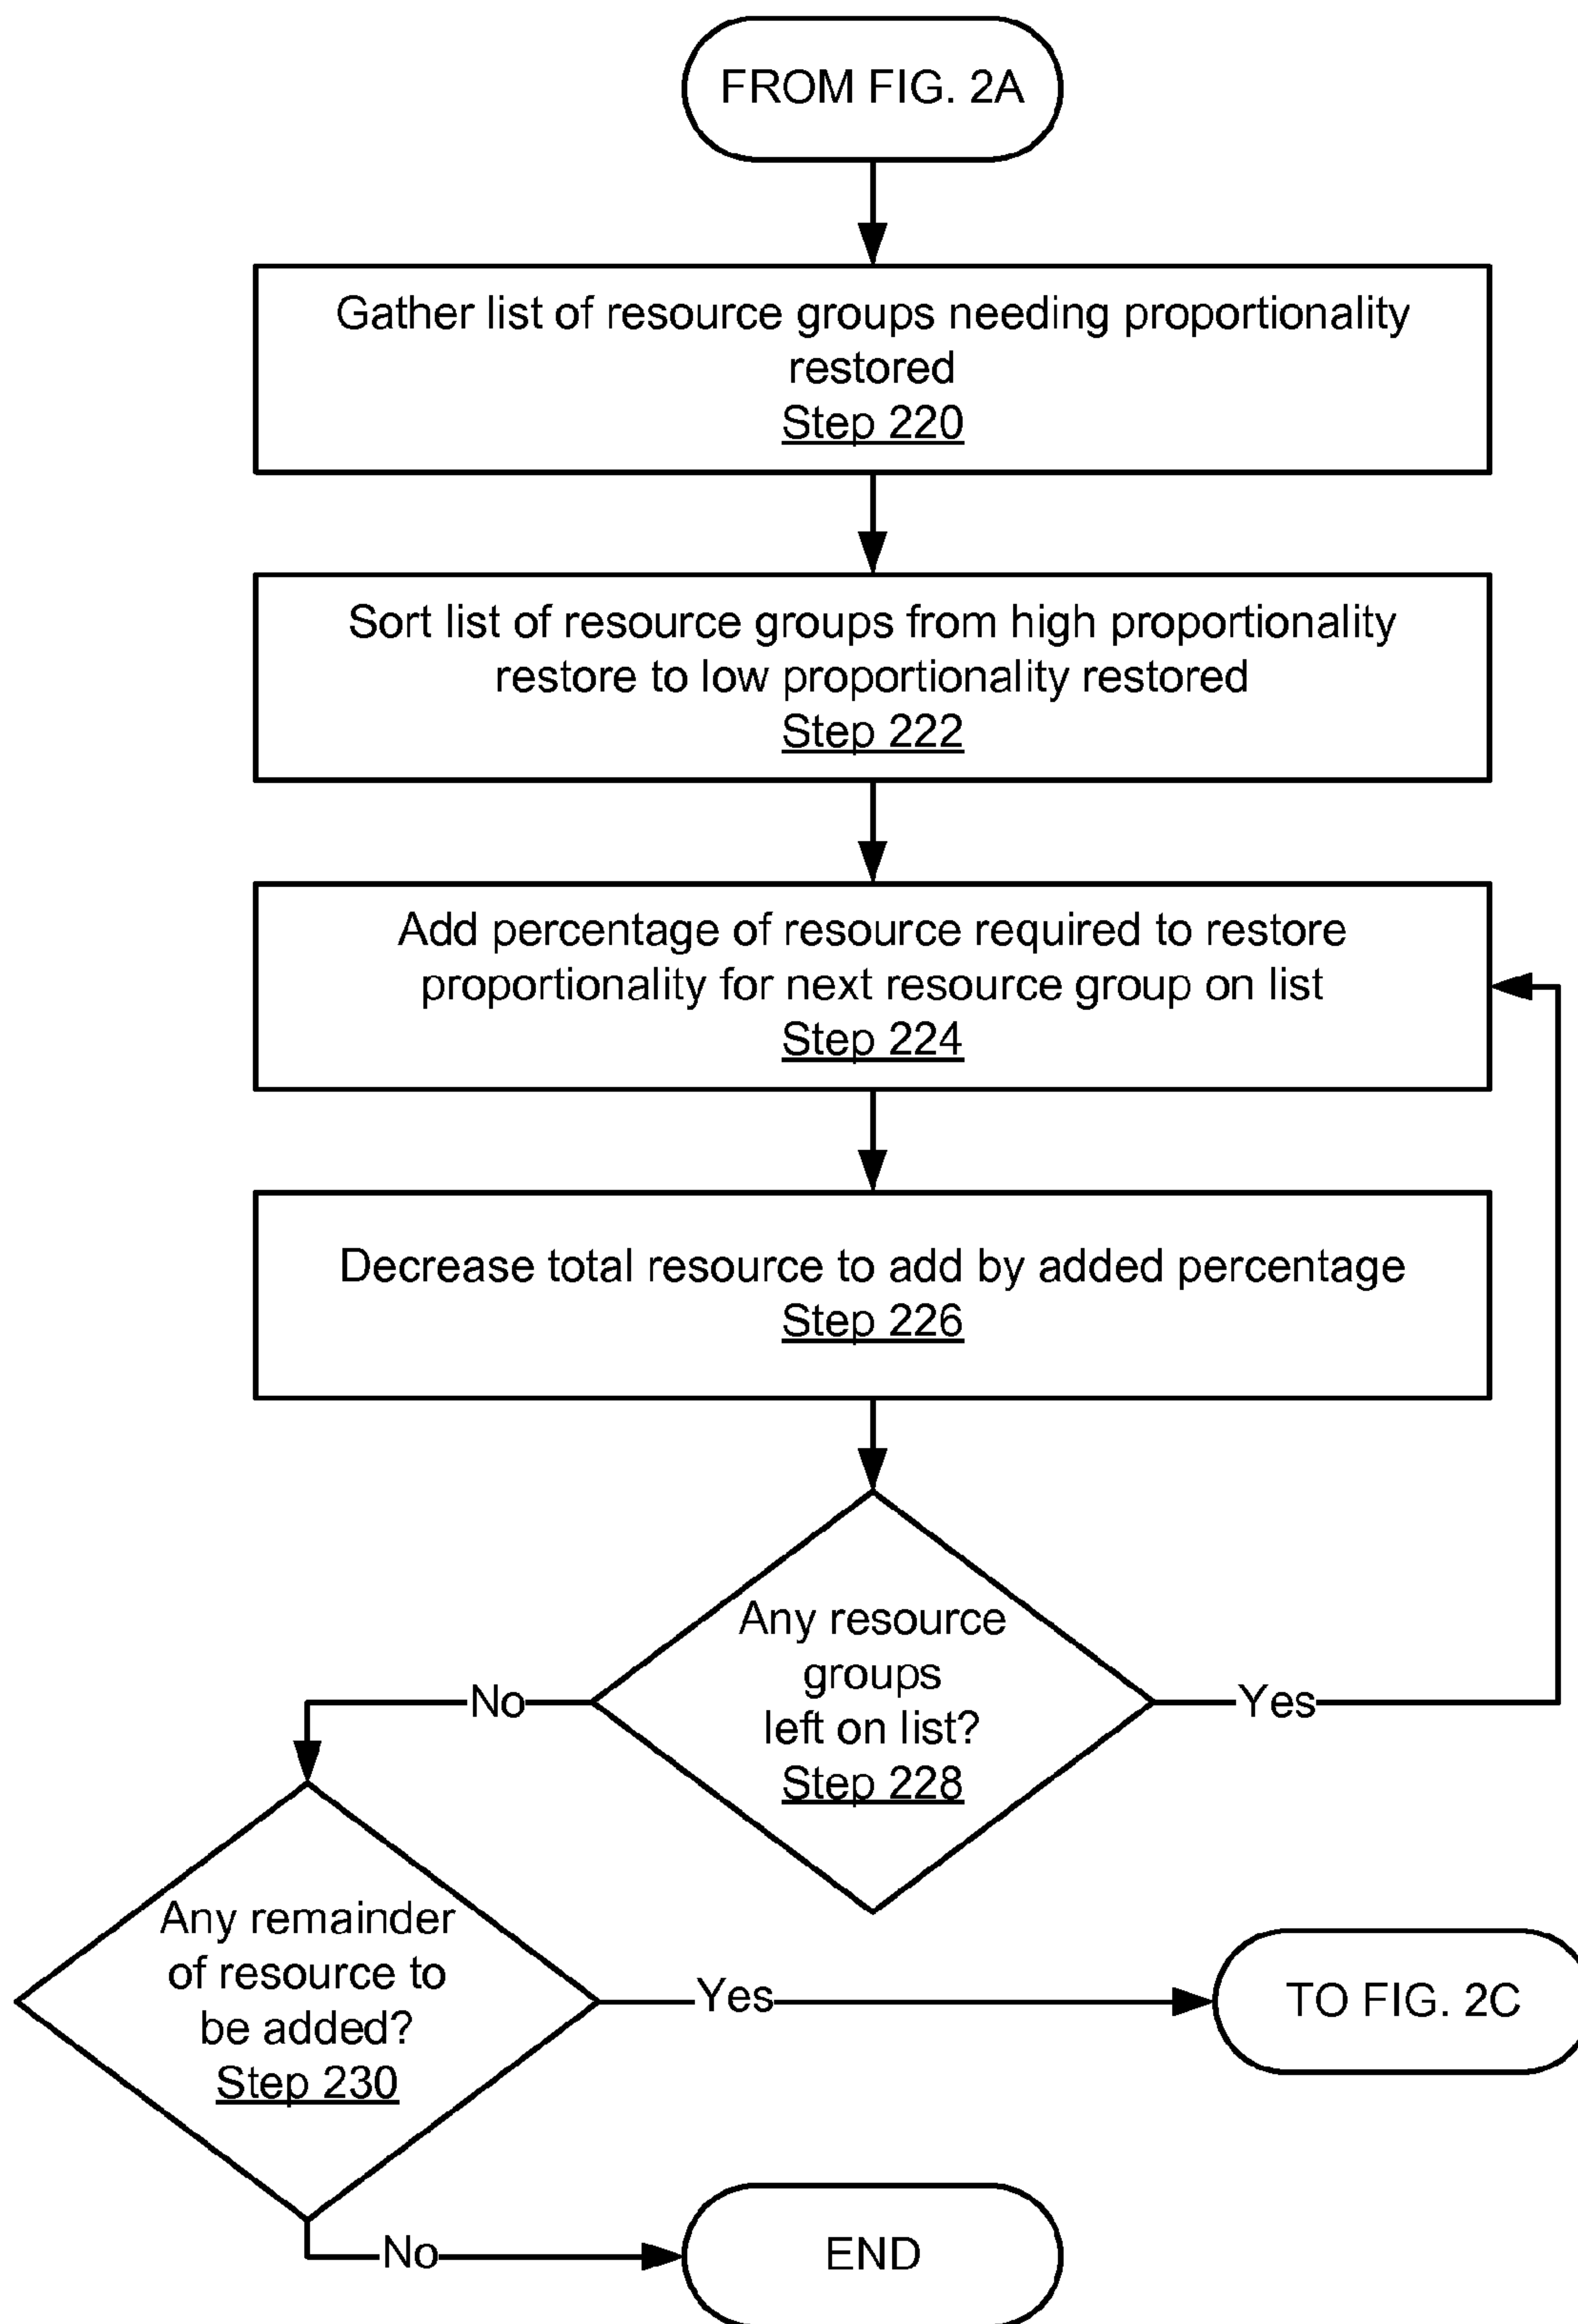 FROM FIG. 2A
Gather list of resource groups needing proportionality
restored
Step 220
Sort list of resource groups from high proportionality
restore to low proportionality restored
Step 222
Add percentage of resource required to restore
proportionality for next resource group on list
Step 224
Decrease total resource to add by added percentage
Step 226
Any resource
groups
left on list?
Step 228
No
Yes
Any remainder
of resource to
be added?
Step 230
Yes
TO FIG. 2C
No
END